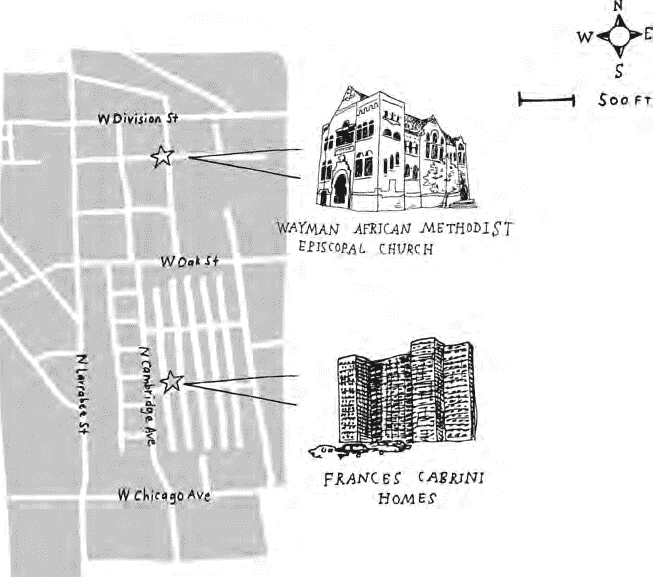 N
W E
S
500 FT
W Division St
WAYMAN AFRICAN METHODIST
EPISCOPAL CHURCH
W Oak St
N Larrabee St
N Cambridge Ave
FRANCES CABRINI
HOMES
W Chicago Ave